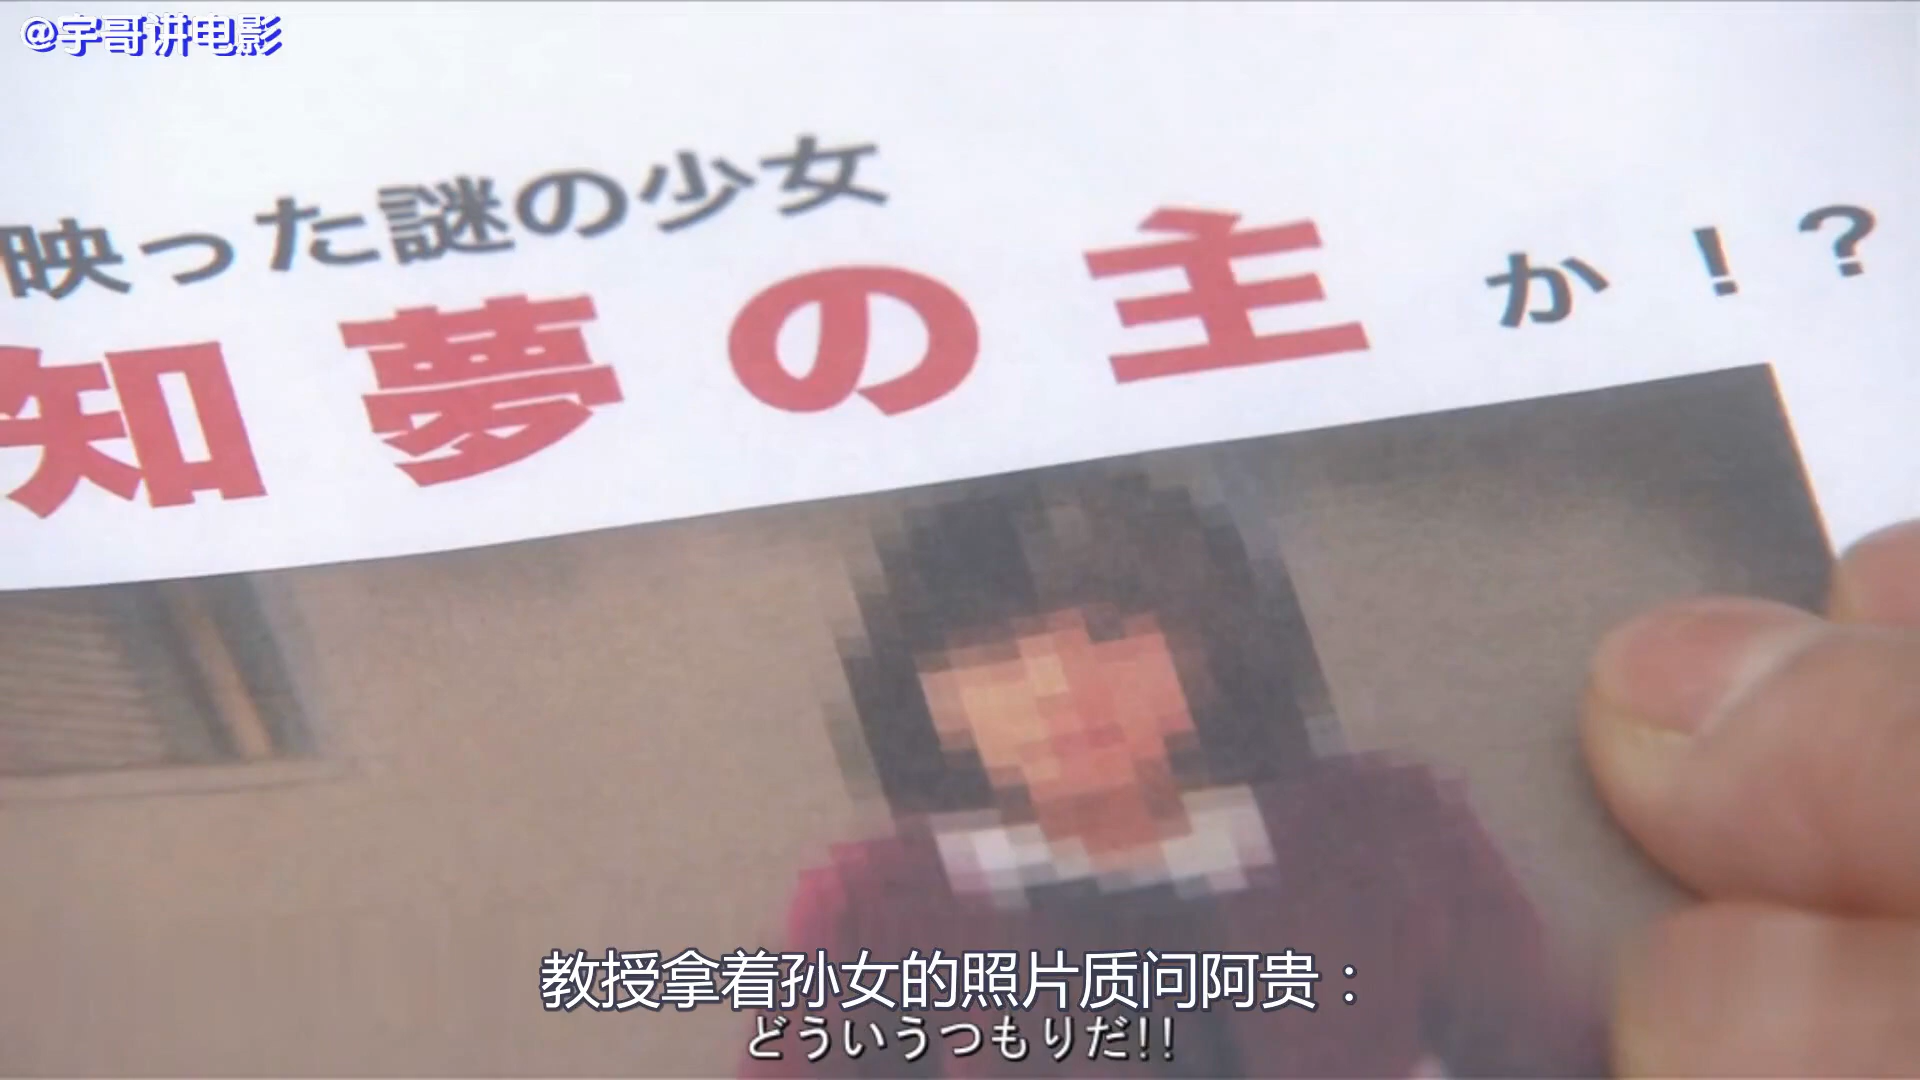 @宇哥讲电影
映った謎の少女
知夢の主か！？
教授拿着孙女的照片质问阿贵：
どういうつもりだ!!